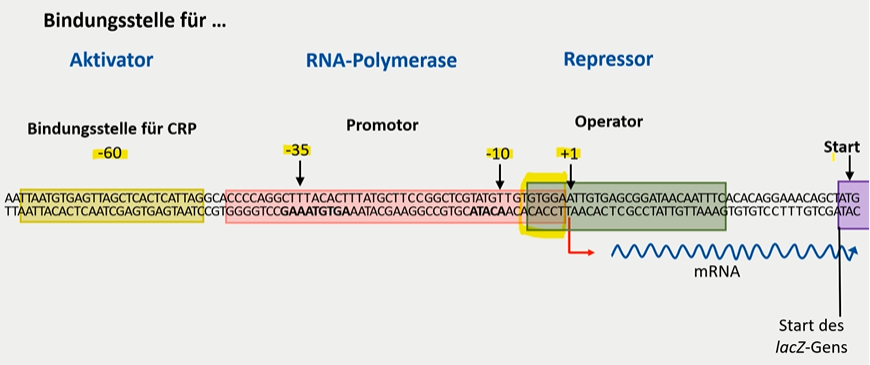 Bindungsstelle für ...
Aktivator RNA-Polymerase Repressor
Bindungsstelle für CRP Promotor Operator
-60 -35 -10 +1 Start
AATTAATGTGAGTTAGCTCACTCATTAGGCACCCCAGGCTTTACACTTTATGCTTCCGGCTCGTATGTTGTGTGGAATTGTGAGCGGATAACAATTTCACACAGGAAACAGCTATG
TTAATTACACTCAATCGAGTGAGTAATCCGTGGGGTCCGAAATGTGAAATACGAAGGCCGTGCATACAACACACCTTAACACTCGCCTATTGTTAAAGTGTGTCCTTTGTCGATAC
mRNA
Start des
lacZ-Gens